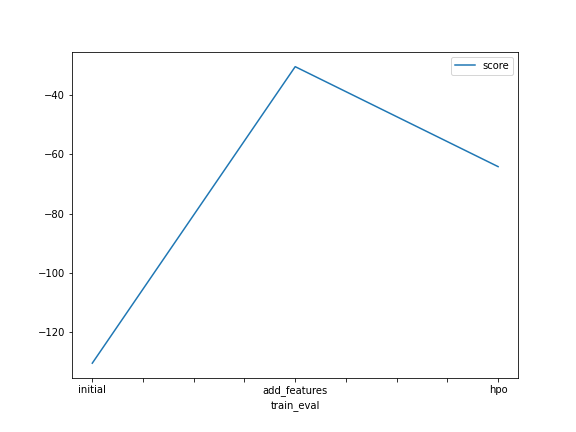 score
−40
−60
−80
−100
−120
initial add_features hpo
train_eval